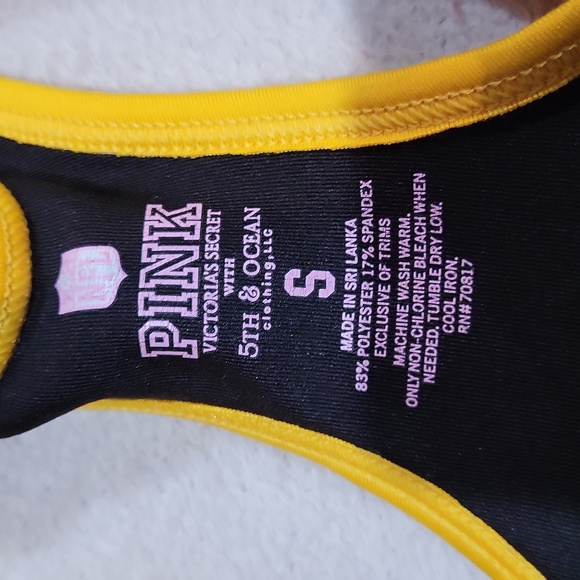 NFL
PINK
VICTORIA'S SECRET
WITH
5TH & OCEAN
clothing, LLC
S
MADE IN SRI LANKA
83% POLYESTER 17% SPANDEX
EXCLUSIVE OF TRIMS
MACHINE WASH WARM.
ONLY NON-CHLORINE BLEACH WHEN
NEEDED. TUMBLE DRY LOW.
COOL IRON.
RN#70817